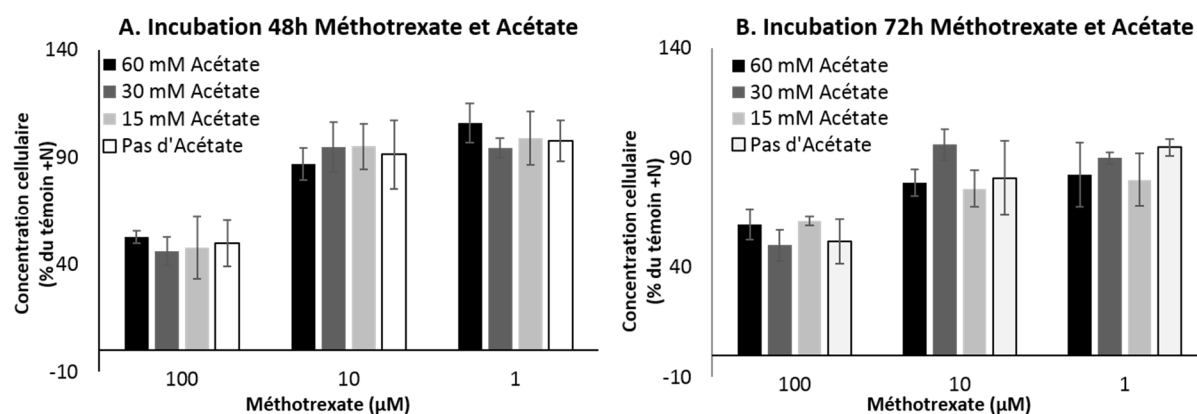 A. Incubation 48h Méthotrexate et Acétate
140
60 mM Acétate
30 mM Acétate
15 mM Acétate
Pas d'Acétate
90
40
-10
Concentration cellulaire
(% du témoin +N)
100 10 1
Méthotrexate (µM)
B. Incubation 72h Méthotrexate et Acétate
140
60 mM Acétate
30 mM Acétate
15 mM Acétate
Pas d'Acétate
90
40
-10
Concentration cellulaire
(% du témoin +N)
100 10 1
Méthotrexate (µM)